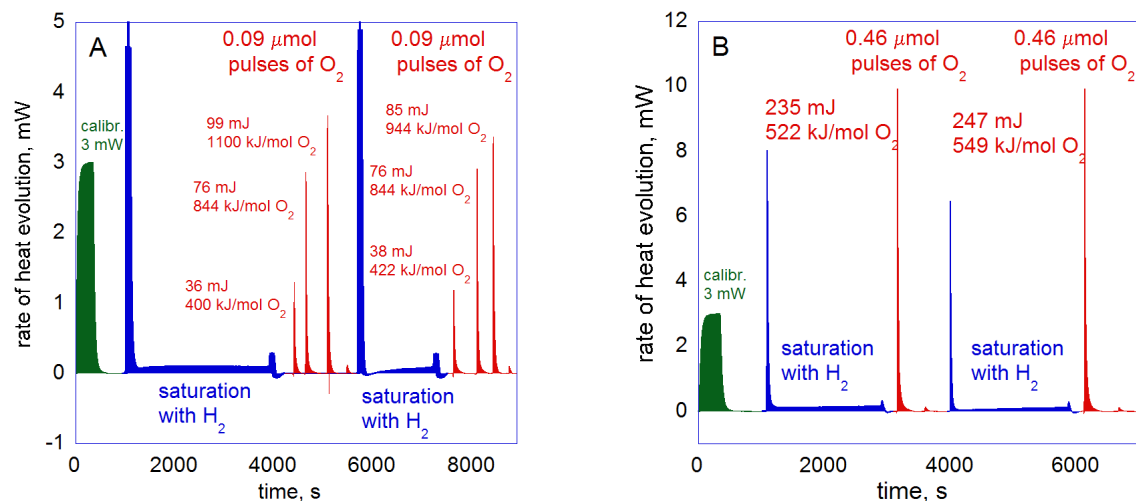 A
0.09 μmol
pulses of O2
0.09 μmol
pulses of O2
calibr.
3 mW
99 mJ
1100 kJ/mol O2
85 mJ
944 kJ/mol O2
76 mJ
844 kJ/mol O2
76 mJ
844 kJ/mol O2
36 mJ
400 kJ/mol O2
38 mJ
422 kJ/mol O2
saturation
with H2
saturation
with H2
rate of heat evolution, mW
5
4
3
2
1
0
-1
0
2000
4000
6000
8000
time, s
B
0.46 μmol
pulses of O2
0.46 μmol
pulses of O2
235 mJ
522 kJ/mol O2
247 mJ
549 kJ/mol O2
calibr.
3 mW
saturation
with H2
saturation
with H2
rate of heat evolution, mW
12
10
8
6
4
2
0
0
2000
4000
6000
time, s